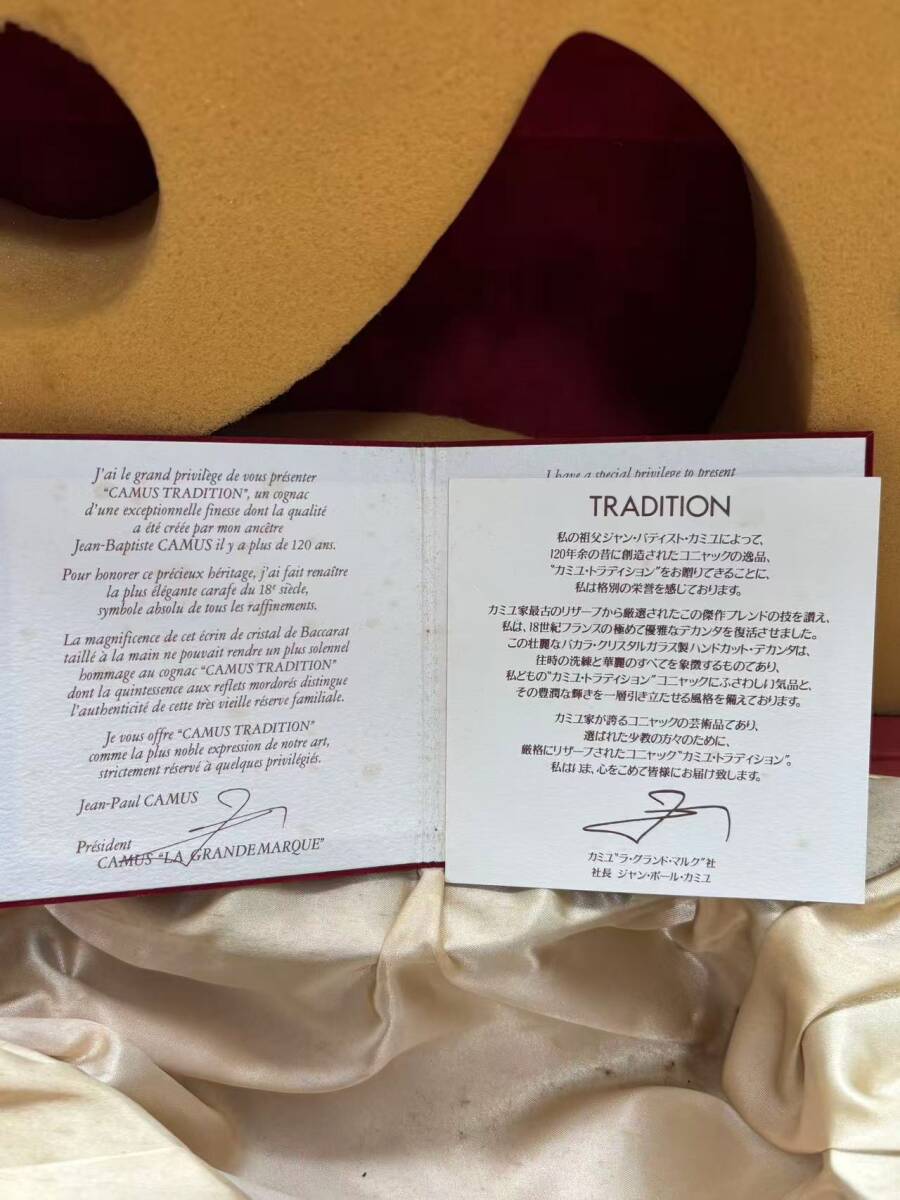 J'ai le grand privilège de vous présenter
"CAMUS TRADITION", un cognac
d'une exceptionnelle finesse dont la qualité
a été créée par mon ancêtre
Jean-Baptiste CAMUS il y a plus de 120 ans.
Pour honorer ce précieux héritage, j'ai fait renaître
la plus élégante carafe du 18e siècle,
symbole absolu de tous les raffinements.
La magnificence de cet écrin de cristal de Baccarat
taillé à la main ne pouvait rendre un plus solennel
hommage au cognac "CAMUS TRADITION"
dont la quintessence aux reflets mordorés distingue
l'authenticité de cette très vieille réserve familiale.
Je vous offre "CAMUS TRADITION"
comme la plus noble expression de notre art,
strictement réservé à quelques privilégiés.
Jean-Paul CAMUS
Président
CAMUS "LA GRANDE MARQUE"
I have a special privilege to present
TRADITION
私の祖父ジャン・バティスト・カミユによって、
120年余の昔に創造されたコニャックの逸品、
"カミユ・トラディション"をお贈りできることに、
私は格別の栄誉を感じております。
カミユ家最古のリザーブから厳選されたこの傑作ブレンドの技を讃え、
私は、18世紀フランスの極めて優雅なデカンタを復活させました。
この壮麗なバカラ・クリスタルガラス製ハンドカット・デカンタは、
往時の洗練と華麗のすべてを象徴するものであり、
私どもの"カミユ・トラディション"コニャックにふさわしい気品と、
その豊潤な輝きを一層引き立たせる風格を備えております。
カミユ家が誇るコニャックの芸術品であり、
選ばれた少数の方々のために、
厳格にリザーブされたコニャック"カミユ・トラディション"。
私はいま、心をこめて皆様にお届け致します。
カミユ"ラ・グランド・マルク"社
社長 ジャン・ポール・カミユ